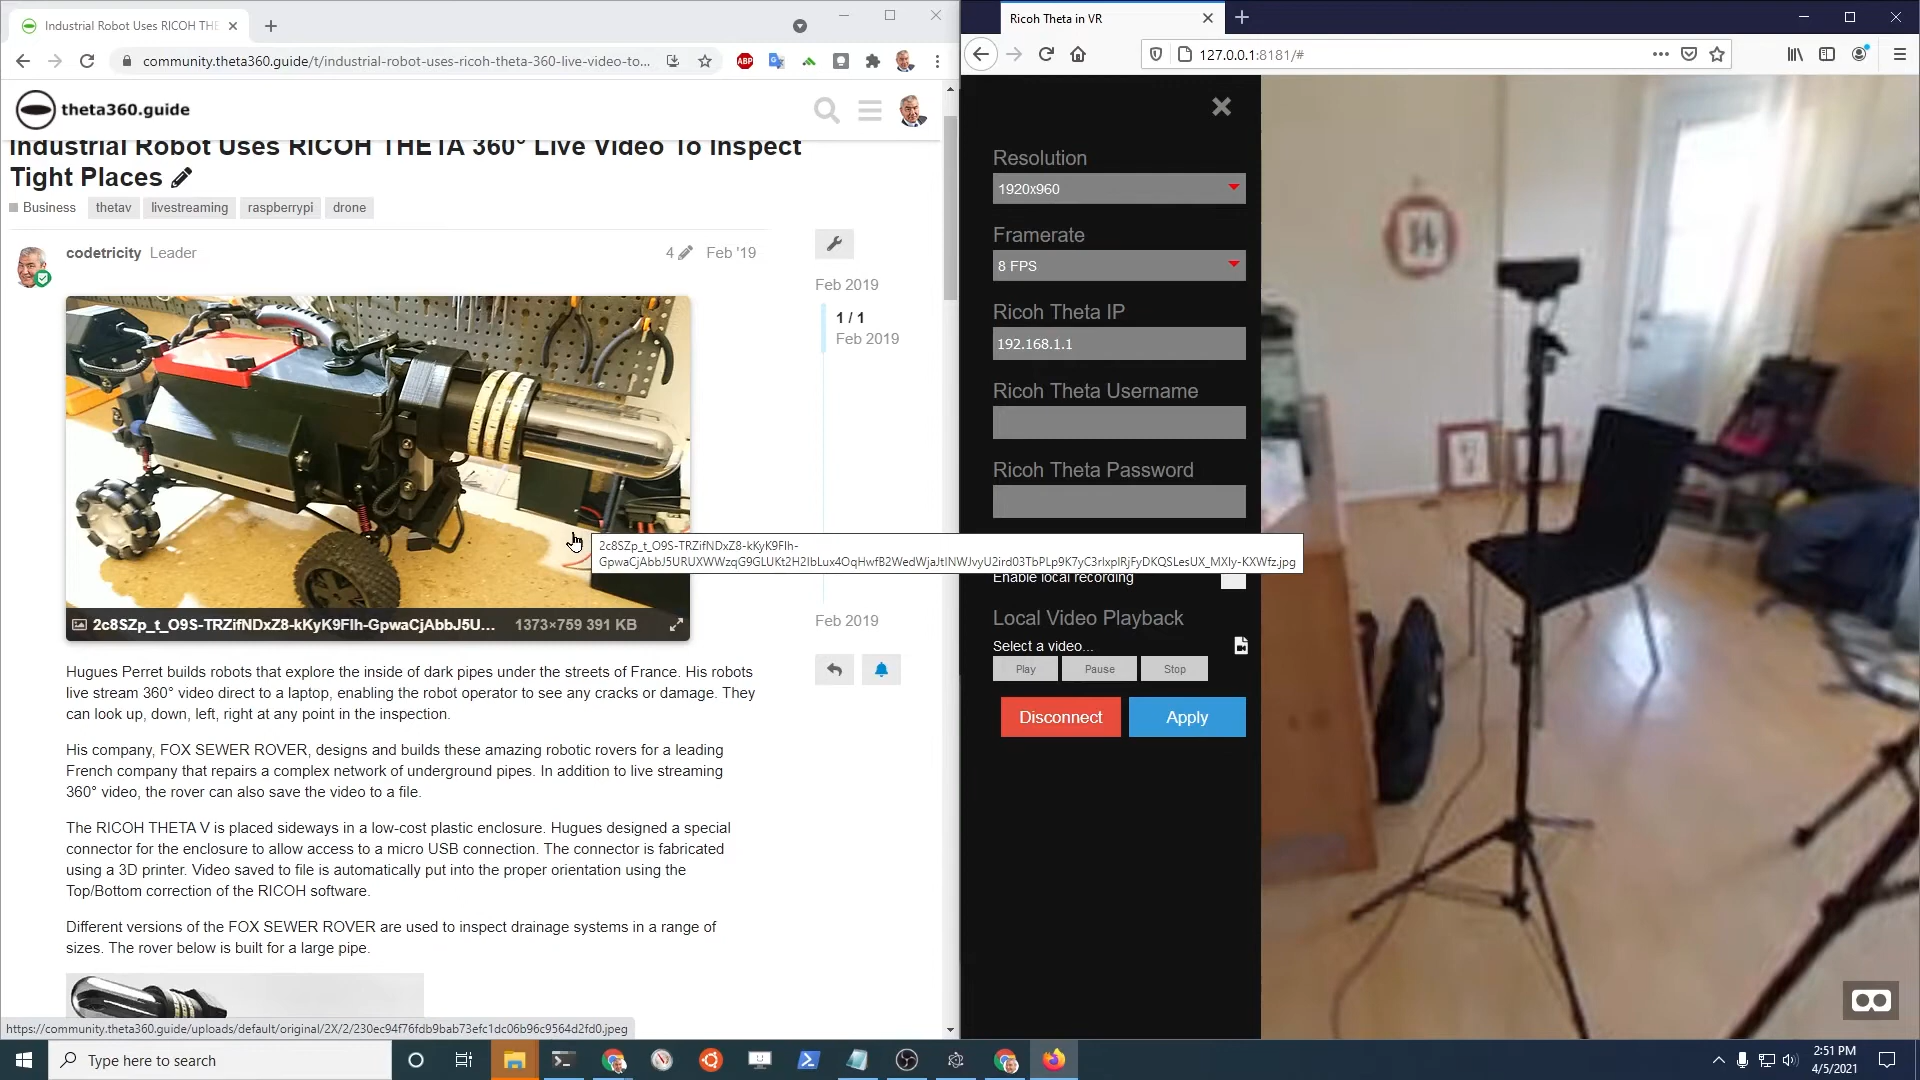 Industrial Robot Uses RICOH THE
community.theta360.guide/t/industrial-robot-uses-ricoh-theta-360-live-video-to...
ABP
theta360.guide
Industrial Robot Uses RICOH THETA 360° Live Video To Inspect
Tight Places
Business
thetav
livestreaming
raspberrypi
drone
codetricity Leader
4
Feb '19
2c8SZp_t_O9S-TRZifNDxZ8-kKyK9FIh-GpwaCjAbbJ5U...
1373×759 391 KB
Feb 2019
1 / 1
Feb 2019
Feb 2019
Hugues Perret builds robots that explore the inside of dark pipes under the streets of France. His robots
live stream 360° video direct to a laptop, enabling the robot operator to see any cracks or damage. They
can look up, down, left, right at any point in the inspection.
His company, FOX SEWER ROVER, designs and builds these amazing robotic rovers for a leading
French company that repairs a complex network of underground pipes. In addition to live streaming
360° video, the rover can also save the video to a file.
The RICOH THETA V is placed sideways in a low-cost plastic enclosure. Hugues designed a special
connector for the enclosure to allow access to a micro USB connection. The connector is fabricated
using a 3D printer. Video saved to file is automatically put into the proper orientation using the
Top/Bottom correction of the RICOH software.
Different versions of the FOX SEWER ROVER are used to inspect drainage systems in a range of
sizes. The rover below is built for a large pipe.
https://community.theta360.guide/uploads/default/original/2X/2/230ec94f76fdb9bab73efc1dc06b96c9564d2fd0.jpeg
Ricoh Theta in VR
127.0.0.1:8181/#
Resolution
1920x960
Framerate
8 FPS
Ricoh Theta IP
192.168.1.1
Ricoh Theta Username
Ricoh Theta Password
2c8SZp_t_O9S-TRZifNDxZ8-kKyK9FIh-
Enable local recording
Local Video Playback
Select a video...
Play
Pause
Stop
Disconnect
Apply
Type here to search
2:51 PM
4/5/2021